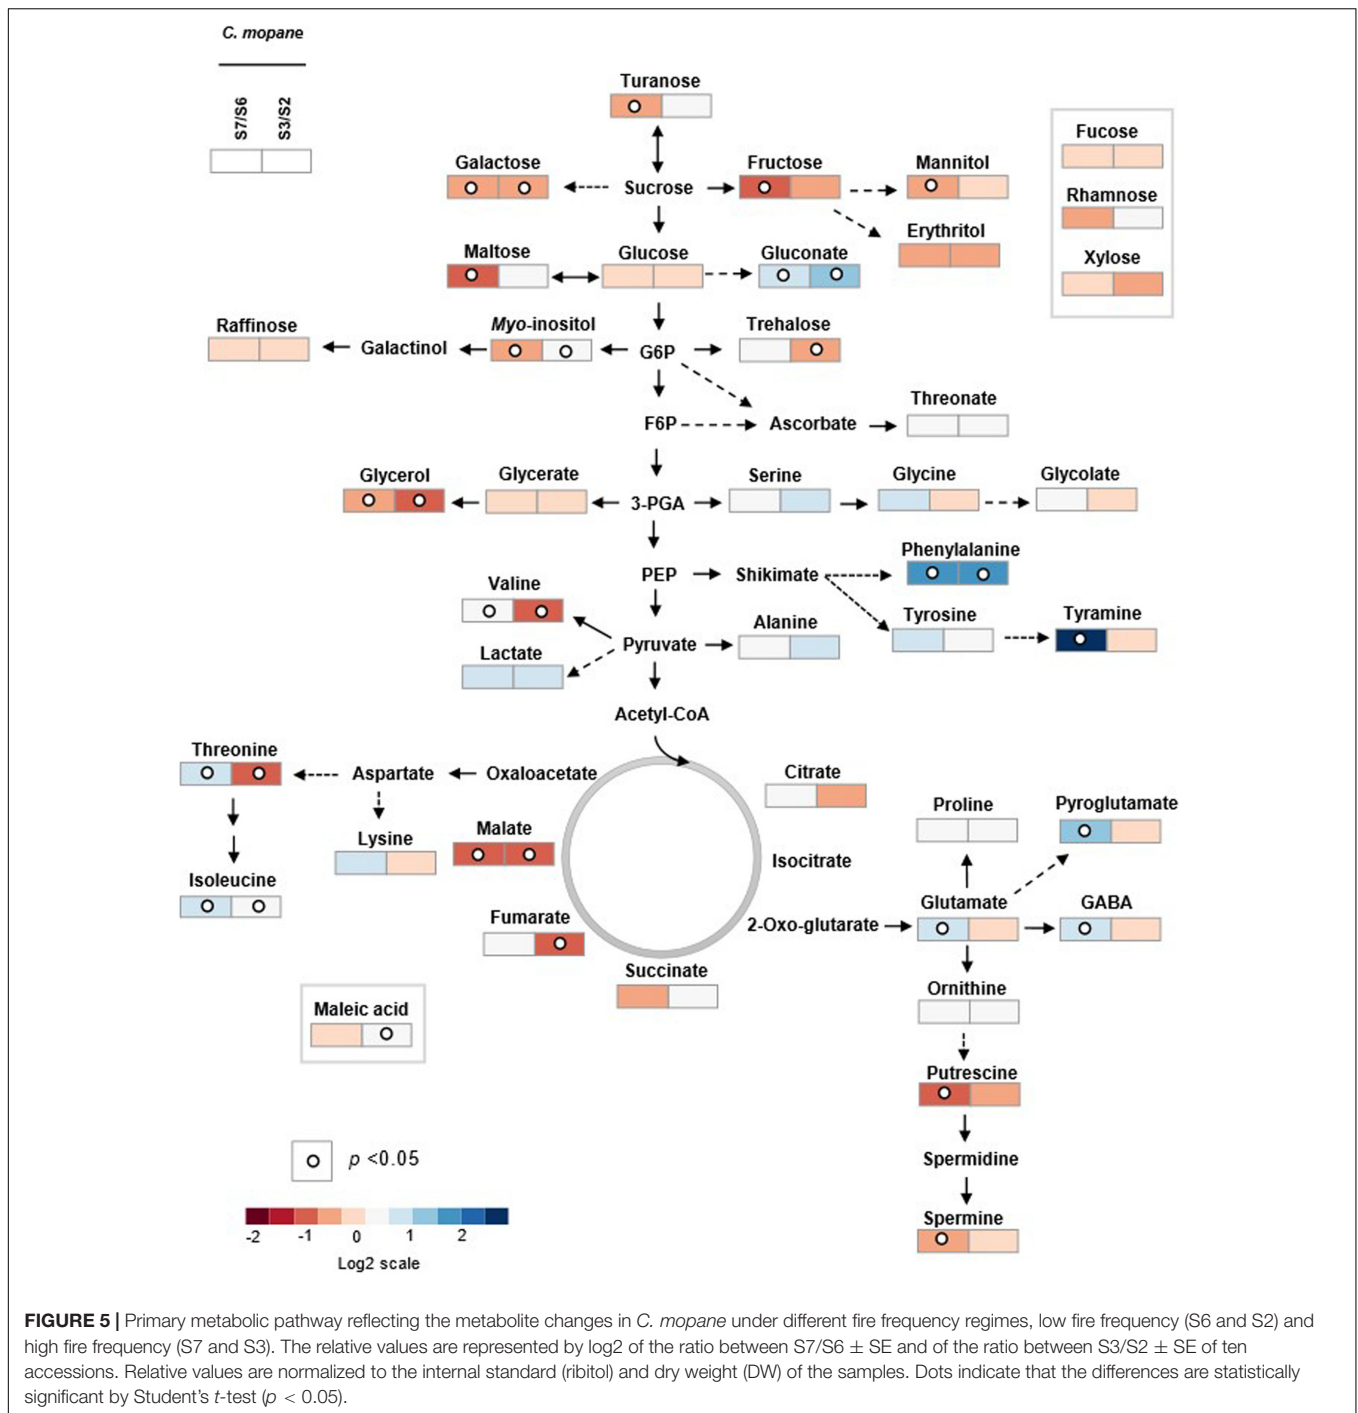 C. mopane
S7/S6
S3/S2
Turanose
Fucose
Galactose
Fructose
Mannitol
Sucrose
Rhamnose
Erythritol
Maltose
Glucose
Gluconate
Xylose
Raffinose
Myo-inositol
Trehalose
Galactinol
G6P
Threonate
F6P
Ascorbate
Glycerol
Glycerate
Serine
Glycine
Glycolate
3-PGA
Phenylalanine
PEP
Shikimate
Valine
Tyrosine
Tyramine
Alanine
Pyruvate
Lactate
Acetyl-CoA
Threonine
Aspartate
Oxaloacetate
Citrate
Proline
Pyroglutamate
Malate
Lysine
Isocitrate
Isoleucine
Glutamate
GABA
Fumarate
2-Oxo-glutarate
Succinate
Ornithine
Maleic acid
Putrescine
p <0.05
Spermidine
Spermine
-2 -1 0 1 2
Log2 scale
FIGURE 5 | Primary metabolic pathway reflecting the metabolite changes in C. mopane under different fire frequency regimes, low fire frequency (S6 and S2) and
high fire frequency (S7 and S3). The relative values are represented by log2 of the ratio between S7/S6 ± SE and of the ratio between S3/S2 ± SE of ten
accessions. Relative values are normalized to the internal standard (ribitol) and dry weight (DW) of the samples. Dots indicate that the differences are statistically
significant by Student's t-test (p < 0.05).